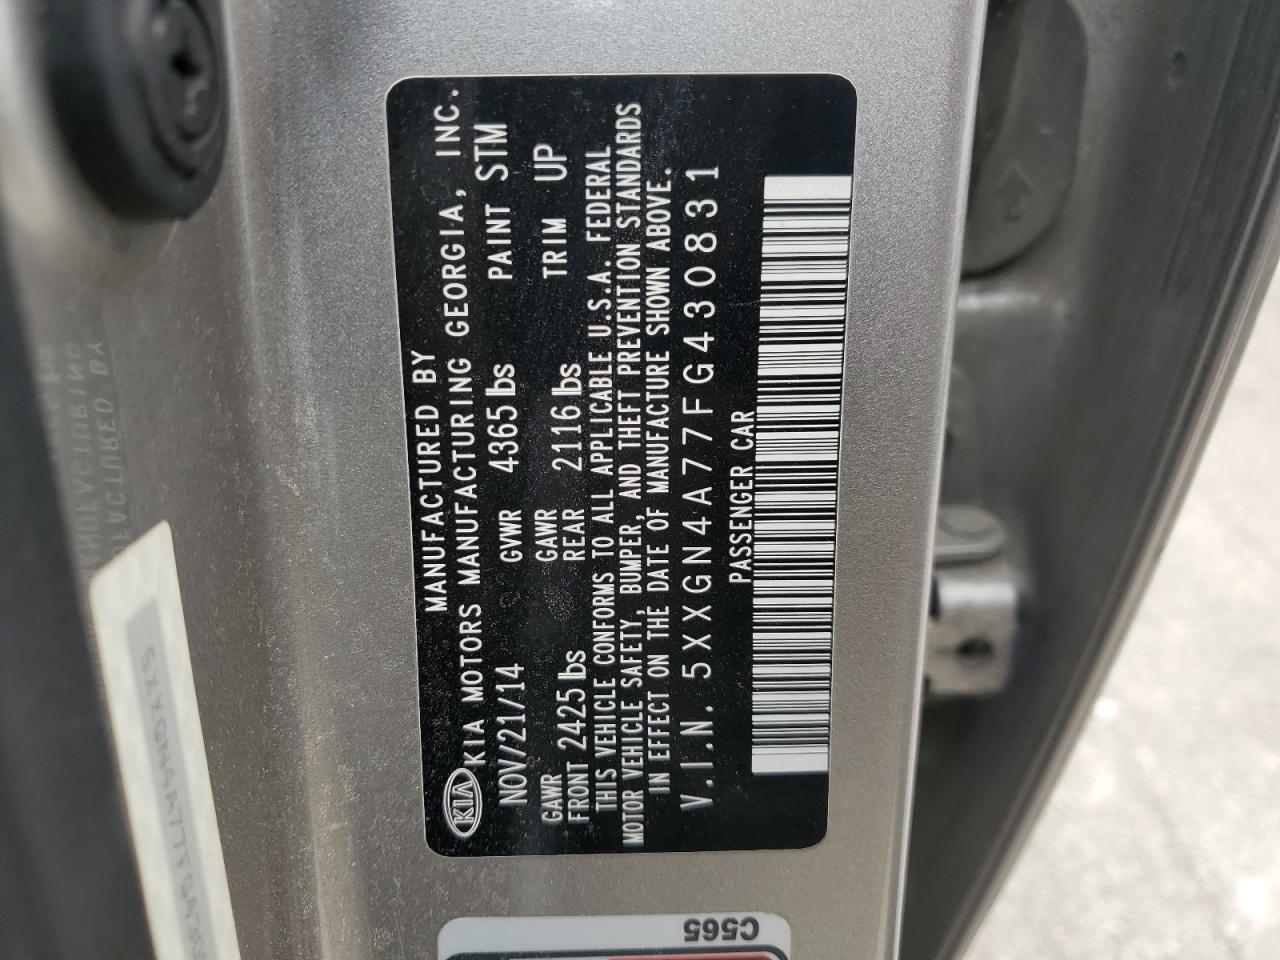 MANUFACTURED BY
KIA KIA MOTORS MANUFACTURING GEORGIA, INC.
NOV/21/14 GVWR 4365 lbs PAINT STM
GAWR GAWR TRIM UP
FRONT 2425 lbs REAR 2116 lbs
THIS VEHICLE CONFORMS TO ALL APPLICABLE U.S.A. FEDERAL
MOTOR VEHICLE SAFETY, BUMPER, AND THEFT PREVENTION STANDARDS
IN EFFECT ON THE DATE OF MANUFACTURE SHOWN ABOVE.
V.I.N. 5XXGN4A77FG430831
PASSENGER CAR
C565